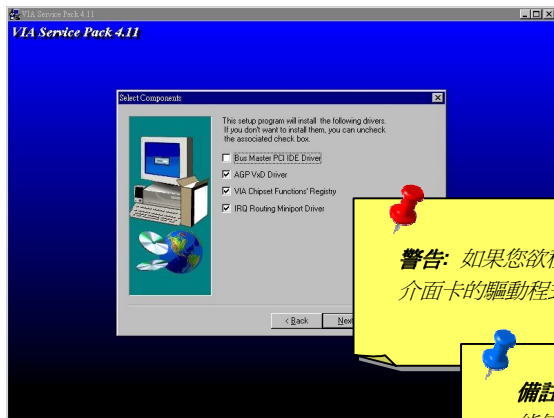 VIA Service Pack 4.11
VIA Service Pack 4.11
Select Components
This setup program will install the following drivers.
If you don't want to install them, you can uncheck
the associated check box.
Bus Master PCI IDE Driver
AGP VxD Driver
VIA Chipset Functions' Registry
IRQ Routing Miniport Driver
< Back
Next
警告: 如果您欲移
介面卡的驅動程式
備註